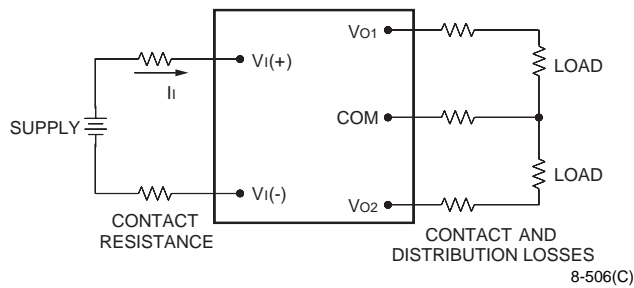 VO1
VI(+)
LOAD
II
COM
SUPPLY
LOAD
VI(-)
VO2
CONTACT
RESISTANCE
CONTACT AND
DISTRIBUTION LOSSES
8-506(C)